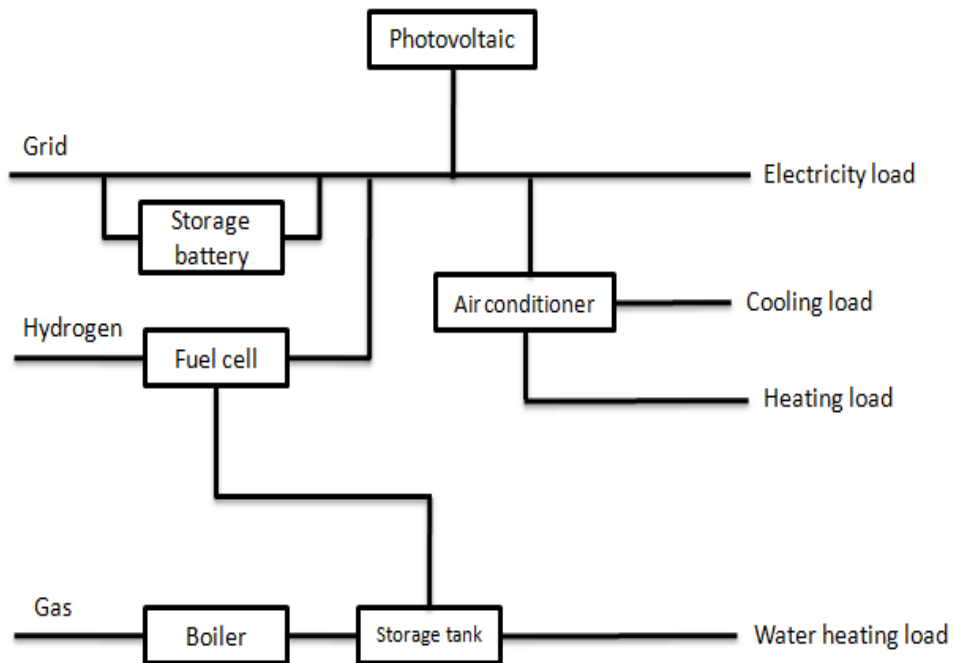 Photovoltaic
Grid
Electricity load
Storage
battery
Air conditioner
Cooling load
Hydrogen
Fuel cell
Heating load
Gas
Boiler
Storage tank
Water heating load